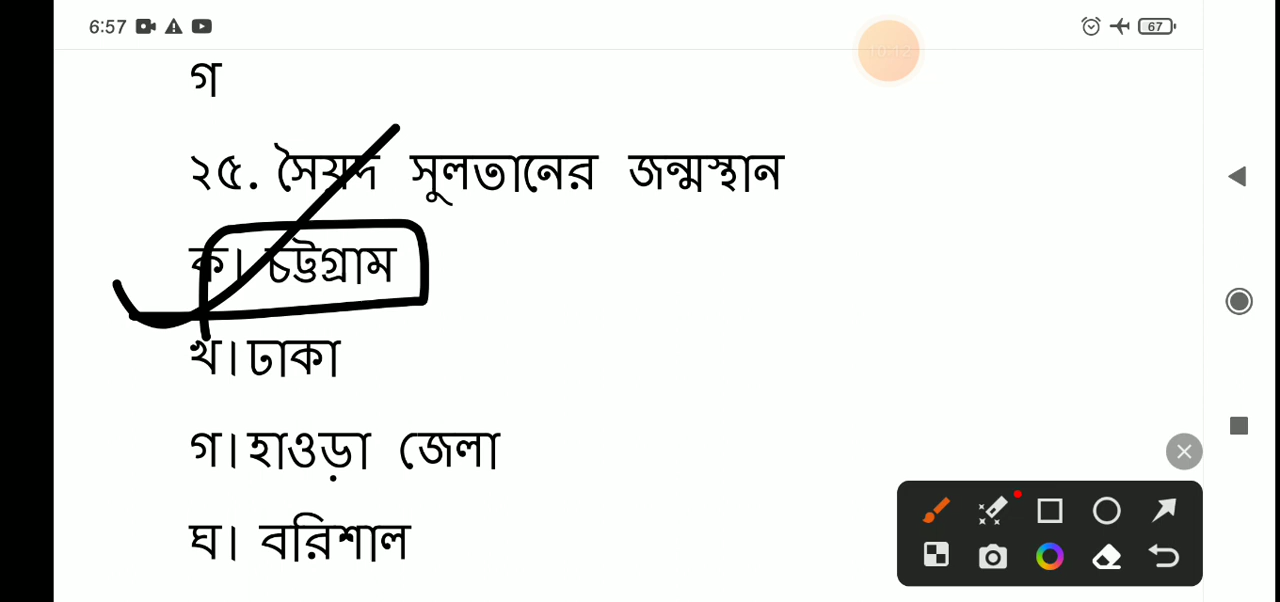 6:57
67
গ
২৫. সৈয়দ সুলতানের জন্মস্থান
ক। চট্টগ্রাম
খ। ঢাকা
গ। হাওড়া জেলা
ঘ। বরিশাল